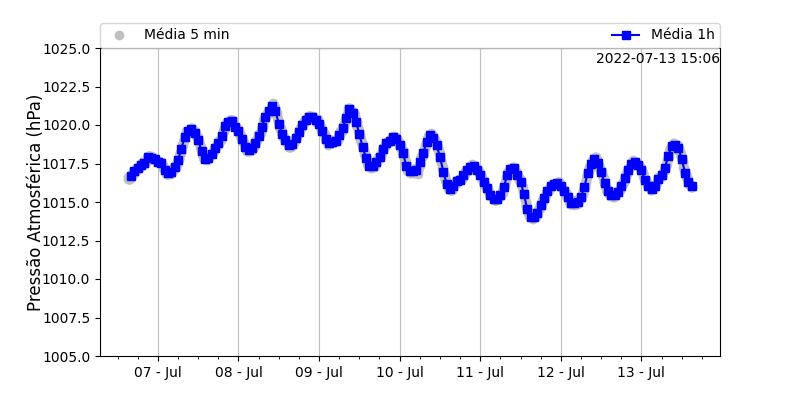 Média 5 min
Média 1h
2022-07-13 15:06
Pressão Atmosférica (hPa)
1025.0
1022.5
1020.0
1017.5
1015.0
1012.5
1010.0
1007.5
1005.0
07 - Jul
08 - Jul
09 - Jul
10 - Jul
11 - Jul
12 - Jul
13 - Jul